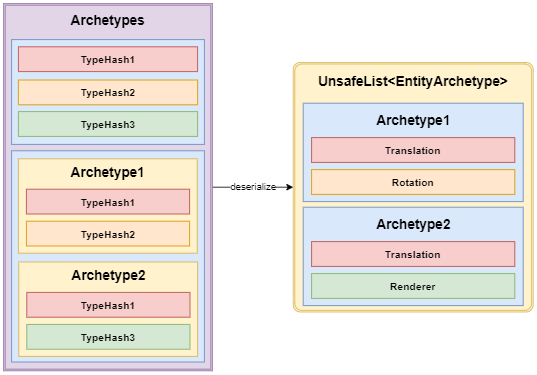 Archetypes
TypeHash1
TypeHash2
TypeHash3
Archetype1
TypeHash1
TypeHash2
Archetype2
TypeHash1
TypeHash3
deserialize
UnsafeList<EntityArchetype>
Archetype1
Translation
Rotation
Archetype2
Translation
Renderer